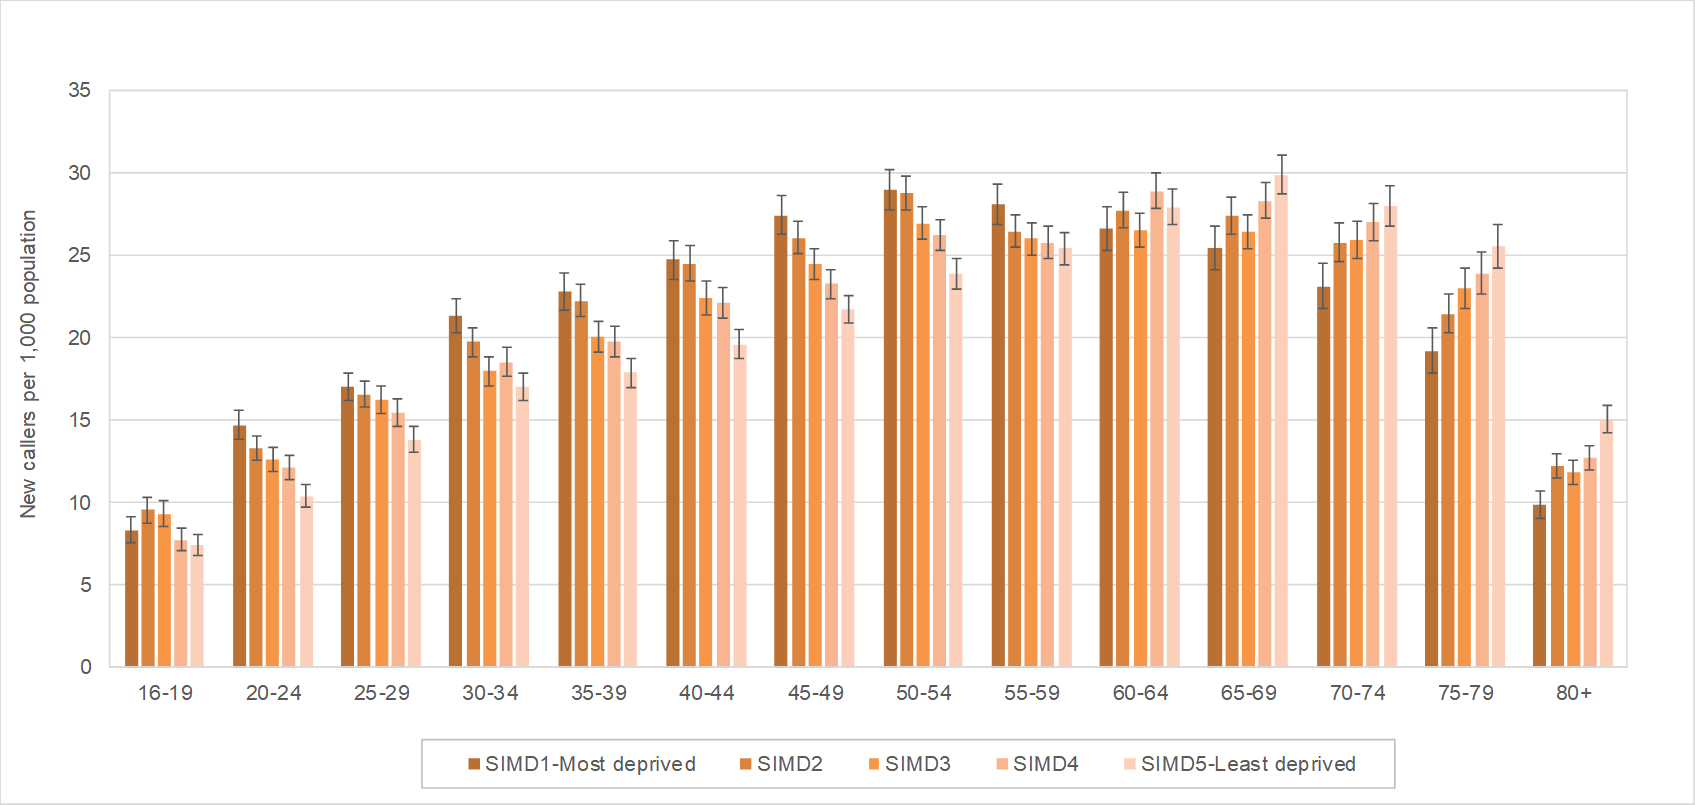 35
30
25
20
15
10
5
0
New callers per 1,000 population
16-19 20-24 25-29 30-34 35-39 40-44 45-49 50-54 55-59 60-64 65-69 70-74 75-79 80+
SIMD1-Most deprived SIMD2 SIMD3 SIMD4 SIMD5-Least deprived